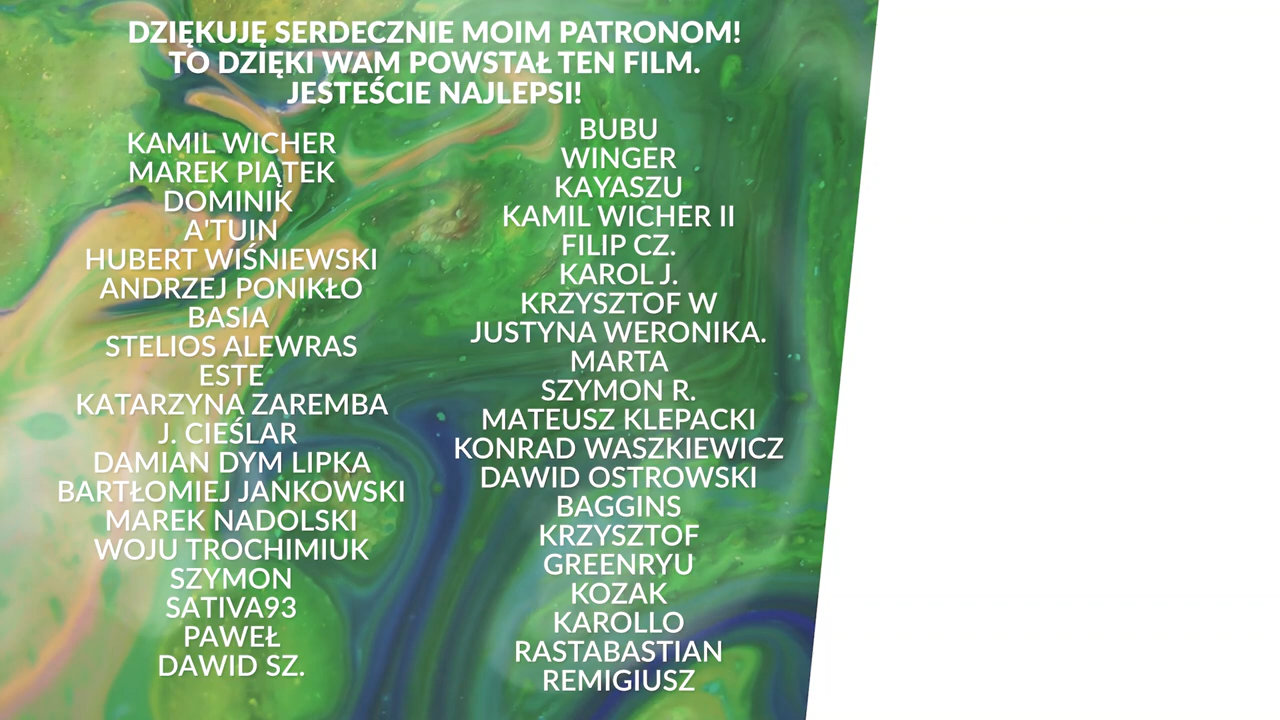 DZIĘKUJĘ SERDECZNIE MOIM PATRONOM!
TO DZIĘKI WAM POWSTAŁ TEN FILM.
JESTEŚCIE NAJLEPSI!
KAMIL WICHER
MAREK PIĄTEK
DOMINIK
A'TUIN
HUBERT WIŚNIEWSKI
ANDRZEJ PONIKŁO
BASIA
STELIOS ALEWRAS
ESTE
KATARZYNA ZAREMBA
J. CIEŚLAR
DAMIAN DYM LIPKA
BARTŁOMIEJ JANKOWSKI
MAREK NADOLSKI
WOJU TROCHIMIUK
SZYMON
SATIVA93
PAWEŁ
DAWID SZ.
BUBU
WINGER
KAYASZU
KAMIL WICHER II
FILIP CZ.
KAROL J.
KRZYSZTOF W
JUSTYNA WERONIKA.
MARTA
SZYMON R.
MATEUSZ KLEPACKI
KONRAD WASZKIEWICZ
DAWID OSTROWSKI
BAGGINS
KRZYSZTOF
GREENRYU
KOZAK
KAROLLO
RASTABASTIAN
REMIGIUSZ